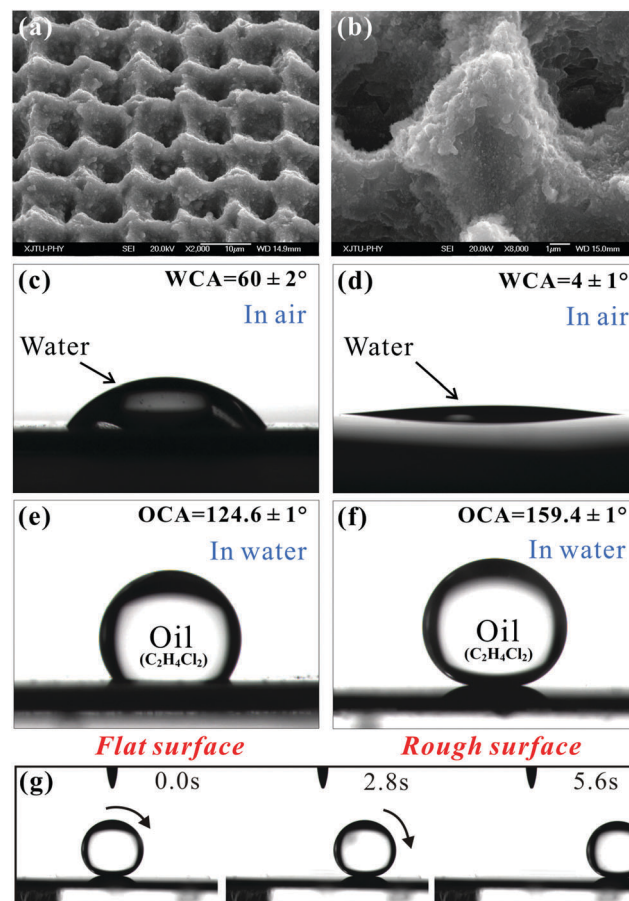 (a)
XJTU-PHY SEI 20.0kV X2,000 10μm WD 14.9mm
(b)
XJTU-PHY SEI 20.0kV X8,000 1μm WD 15.0mm
(c) WCA=60 ± 2°
In air
Water
(d) WCA=4 ± 1°
In air
Water
(e) OCA=124.6 ± 1°
In water
Oil
(C₂H₄Cl₂)
(f) OCA=159.4 ± 1°
In water
Oil
(C₂H₄Cl₂)
Flat surface
Rough surface
(g) 0.0s 2.8s 5.6s